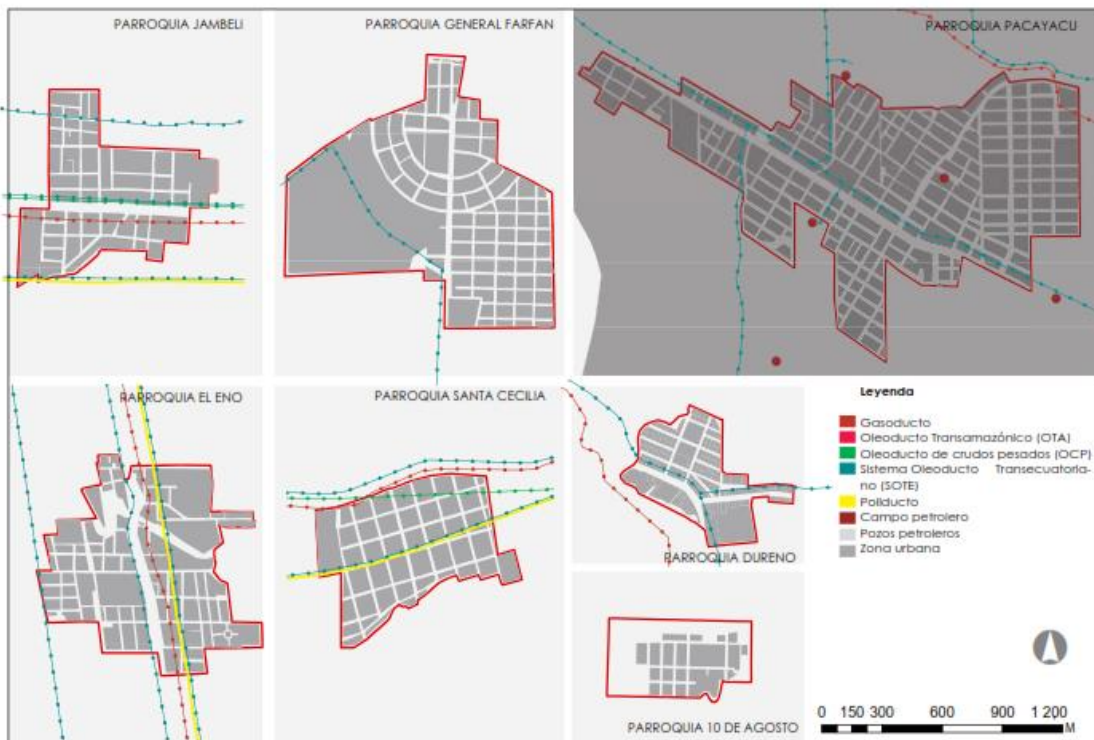 PARROQUIA JAMBELI
PARROQUIA GENERAL FARFAN
PARROQUIA PACAYACU
PARROQUIA EL ENO
PARROQUIA SANTA CECILIA
PARROQUIA DURENO
PARROQUIA 10 DE AGOSTO
Leyenda
Gasoducto
Oleoducto Transamazónico (OTA)
Oleoducto de crudos pesados (OCP)
Sistema Oleoducto Transecuatoria-
no (SOTE)
Poliducto
Campo petrolero
Pozos petroleros
Zona urbana
0 150 300 600 900 1 200
M